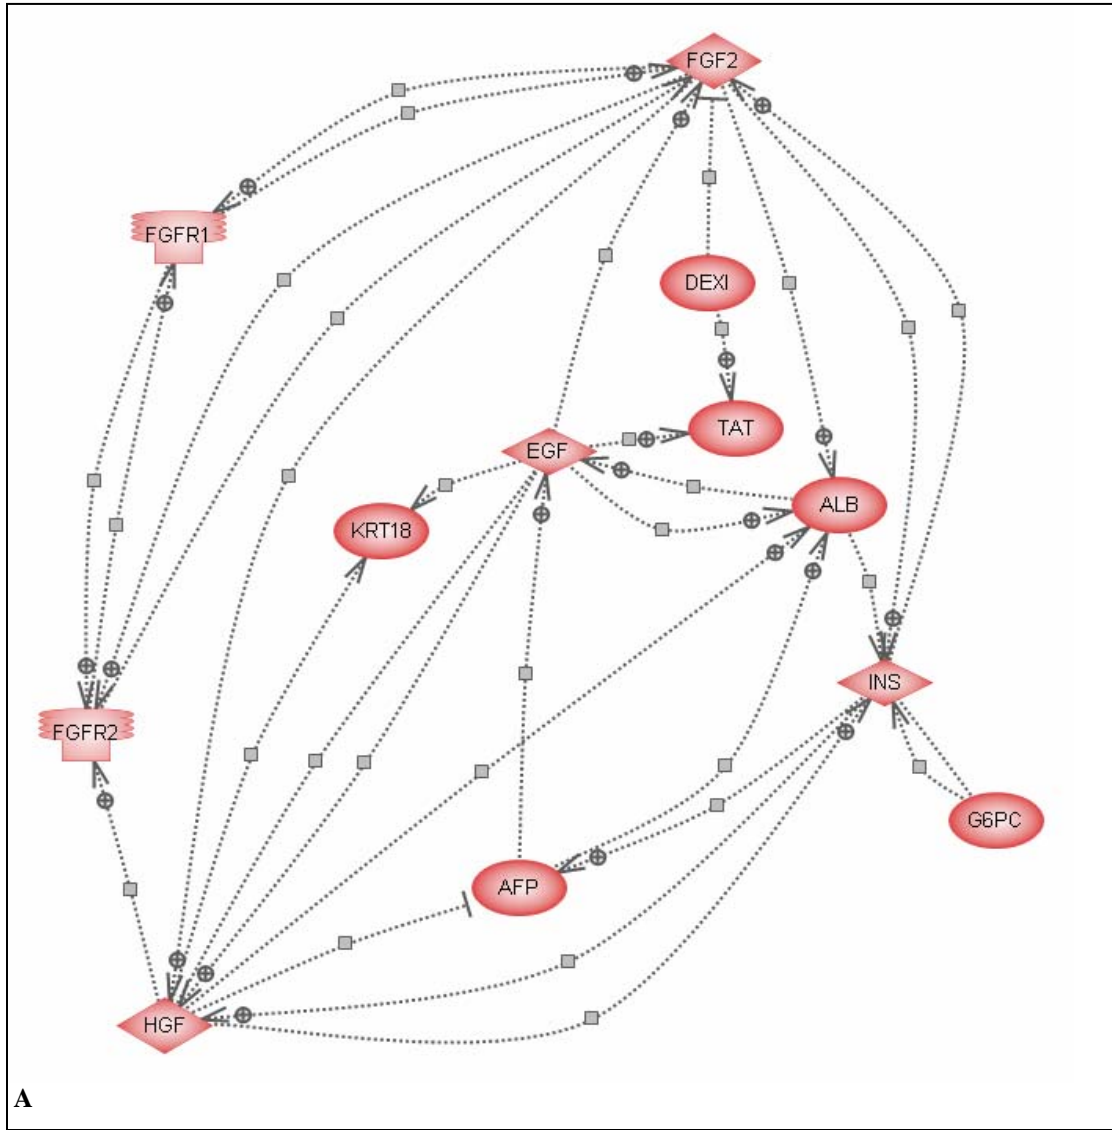 FGF2
FGFR1
DEXI
TAT
EGF
ALB
KRT18
INS
FGFR2
G6PC
AFP
HGF
A